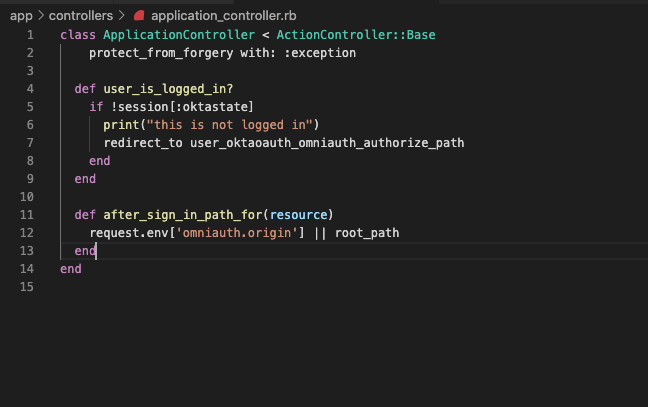 app > controllers > application_controller.rb
1 class ApplicationController < ActionController::Base
2 protect_from_forgery with: :exception
3
4 def user_is_logged_in?
5 if !session[:oktastate]
6 print("this is not logged in")
7 redirect_to user_oktaoauth_omniauth_authorize_path
8 end
9 end
10
11 def after_sign_in_path_for(resource)
12 request.env['omniauth.origin'] || root_path
13 end
14 end
15